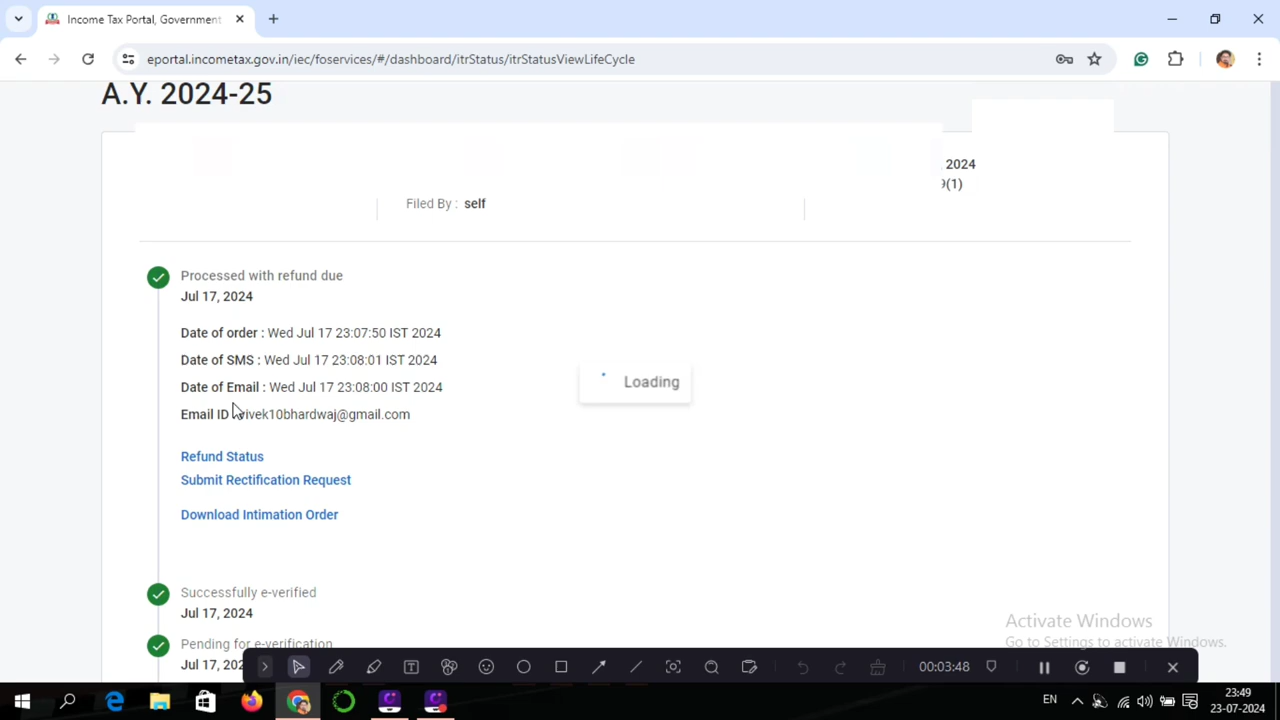 Income Tax Portal, Government
eportal.incometax.gov.in/iec/foservices/#/dashboard/itrStatus/itrStatusViewLifeCycle
A.Y. 2024-25
2024
9(1)
Filed By : self
Processed with refund due
Jul 17, 2024
Date of order : Wed Jul 17 23:07:50 IST 2024
Date of SMS : Wed Jul 17 23:08:01 IST 2024
Date of Email : Wed Jul 17 23:08:00 IST 2024
Email ID vivek10bhardwaj@gmail.com
Loading
Refund Status
Submit Rectification Request
Download Intimation Order
Successfully e-verified
Jul 17, 2024
Pending for e-verification
Jul 17, 202
Activate Windows
Go to Settings to activate Windows.
00:03:48
EN
23:49
23-07-2024